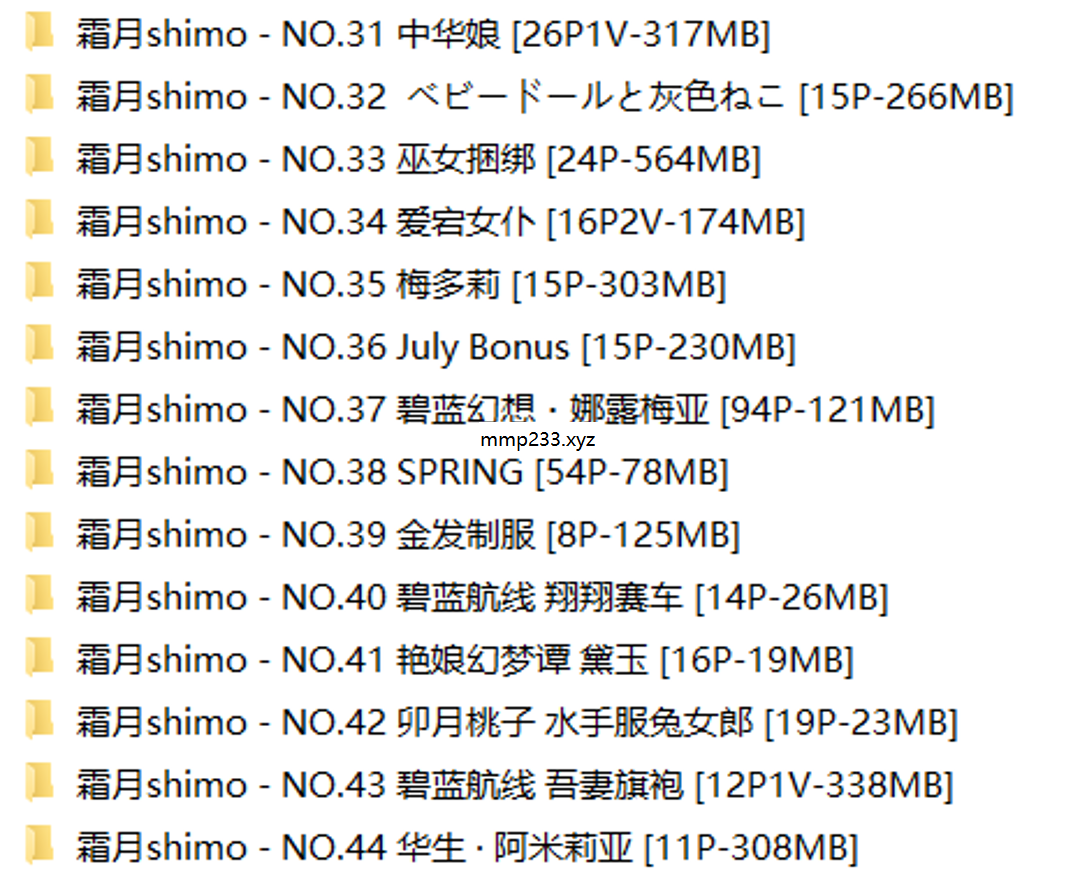 霜月shimo - NO.31 中华娘 [26P1V-317MB]
霜月shimo - NO.32 ベビードールと灰色ねこ [15P-266MB]
霜月shimo - NO.33 巫女捆绑 [24P-564MB]
霜月shimo - NO.34 爱宕女仆 [16P2V-174MB]
霜月shimo - NO.35 梅多莉 [15P-303MB]
霜月shimo - NO.36 July Bonus [15P-230MB]
霜月shimo - NO.37 碧蓝幻想 · 娜露梅亚 [94P-121MB]
mmp233.xyz
霜月shimo - NO.38 SPRING [54P-78MB]
霜月shimo - NO.39 金发制服 [8P-125MB]
霜月shimo - NO.40 碧蓝航线 翔翔赛车 [14P-26MB]
霜月shimo - NO.41 艳娘幻梦谭 黛玉 [16P-19MB]
霜月shimo - NO.42 卯月桃子 水手服兔女郎 [19P-23MB]
霜月shimo - NO.43 碧蓝航线 吾妻旗袍 [12P1V-338MB]
霜月shimo - NO.44 华生 · 阿米莉亚 [11P-308MB]